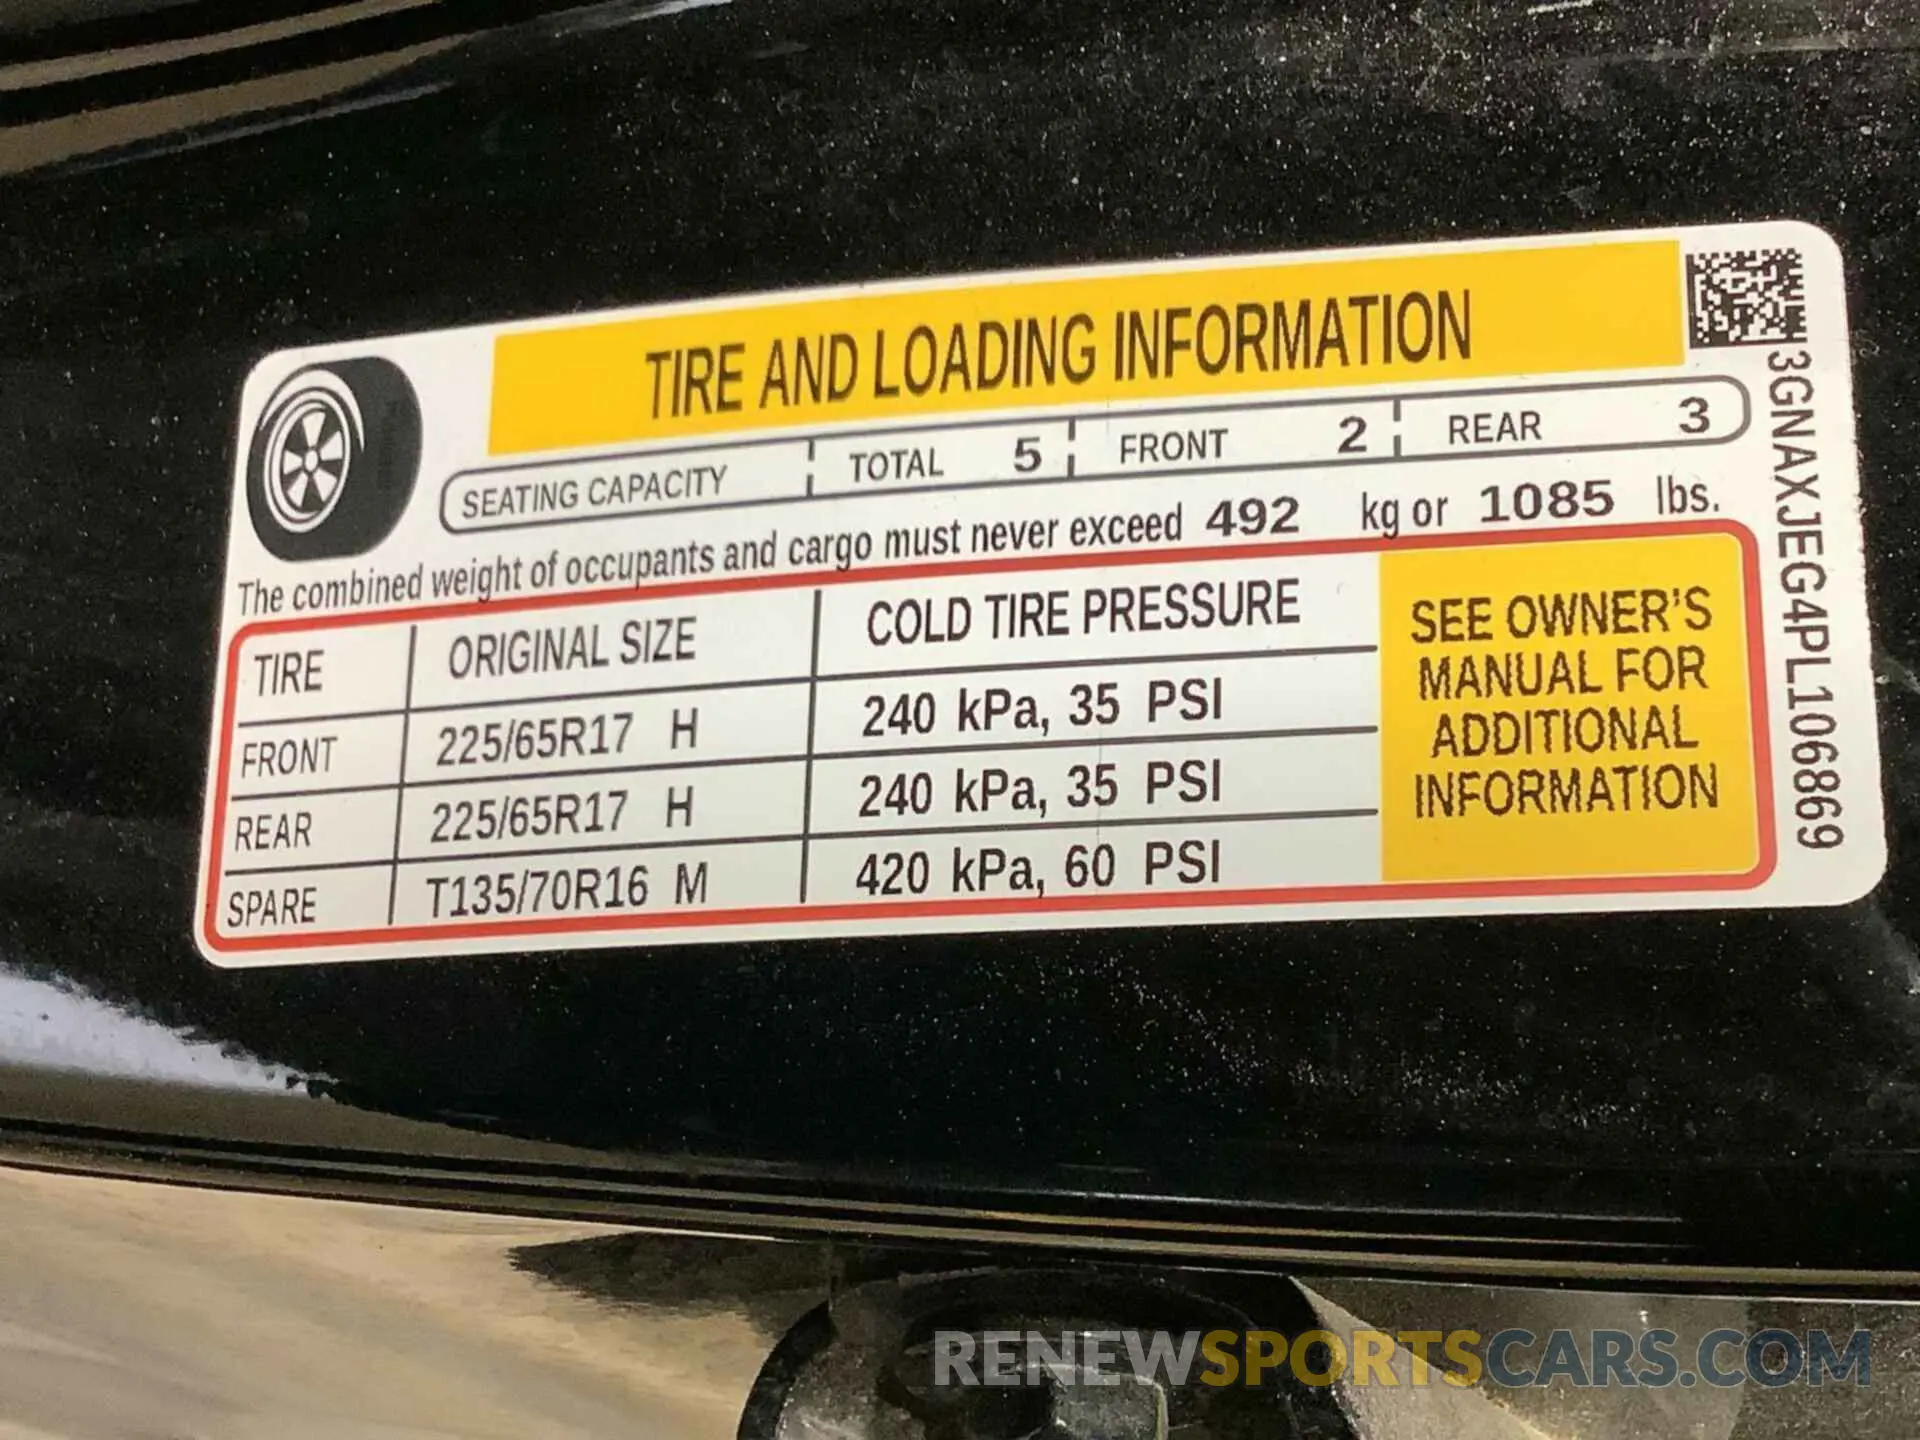 TIRE AND LOADING INFORMATION
SEATING CAPACITY TOTAL 5 FRONT 2 REAR 3
The combined weight of occupants and cargo must never exceed 492 kg or 1085 lbs.
TIRE ORIGINAL SIZE COLD TIRE PRESSURE
FRONT 225/65R17 H 240 kPa, 35 PSI
REAR 225/65R17 H 240 kPa, 35 PSI
SPARE T135/70R16 M 420 kPa, 60 PSI
SEE OWNER'S
MANUAL FOR
ADDITIONAL
INFORMATION
3GNAXJEG4PL106869
RENEWSPORTSCARS.COM